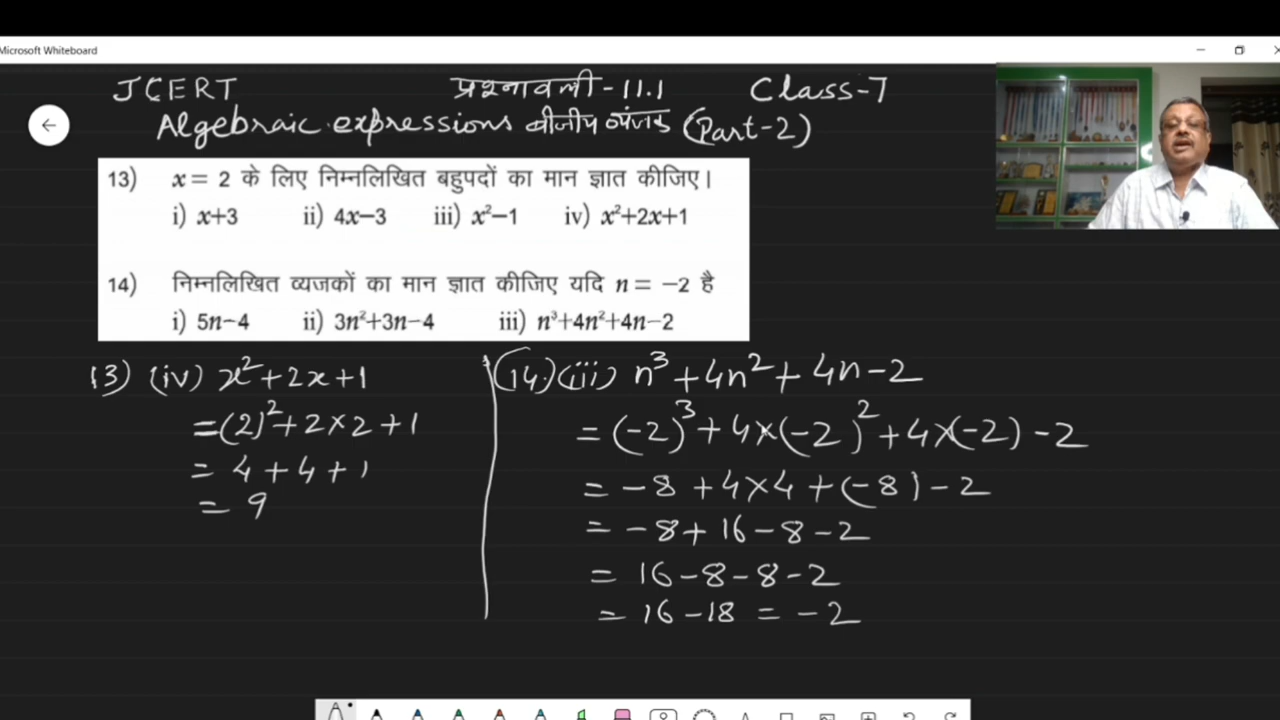 Microsoft Whiteboard
JCERT प्रश्नावली-11.1 Class-7
Algebraic expressions बीजीय व्यंजक (Part-2)
13) x = 2 के लिए निम्नलिखित बहुपदों का मान ज्ञात कीजिए।
i) x+3 ii) 4x−3 iii) x²−1 iv) x²+2x+1
14) निम्नलिखित व्यजकों का मान ज्ञात कीजिए यदि n = −2 है
i) 5n−4 ii) 3n²+3n−4 iii) n³+4n²+4n−2
13) (iv) x²+2x+1
=(2)²+2×2+1
= 4+4+1
= 9
(14.)(iii) n³+4n²+4n−2
= (−2)³+4×(−2)²+4×(−2)−2
= −8+4×4+(−8)−2
= −8+16−8−2
= 16−8−8−2
= 16−18 = −2